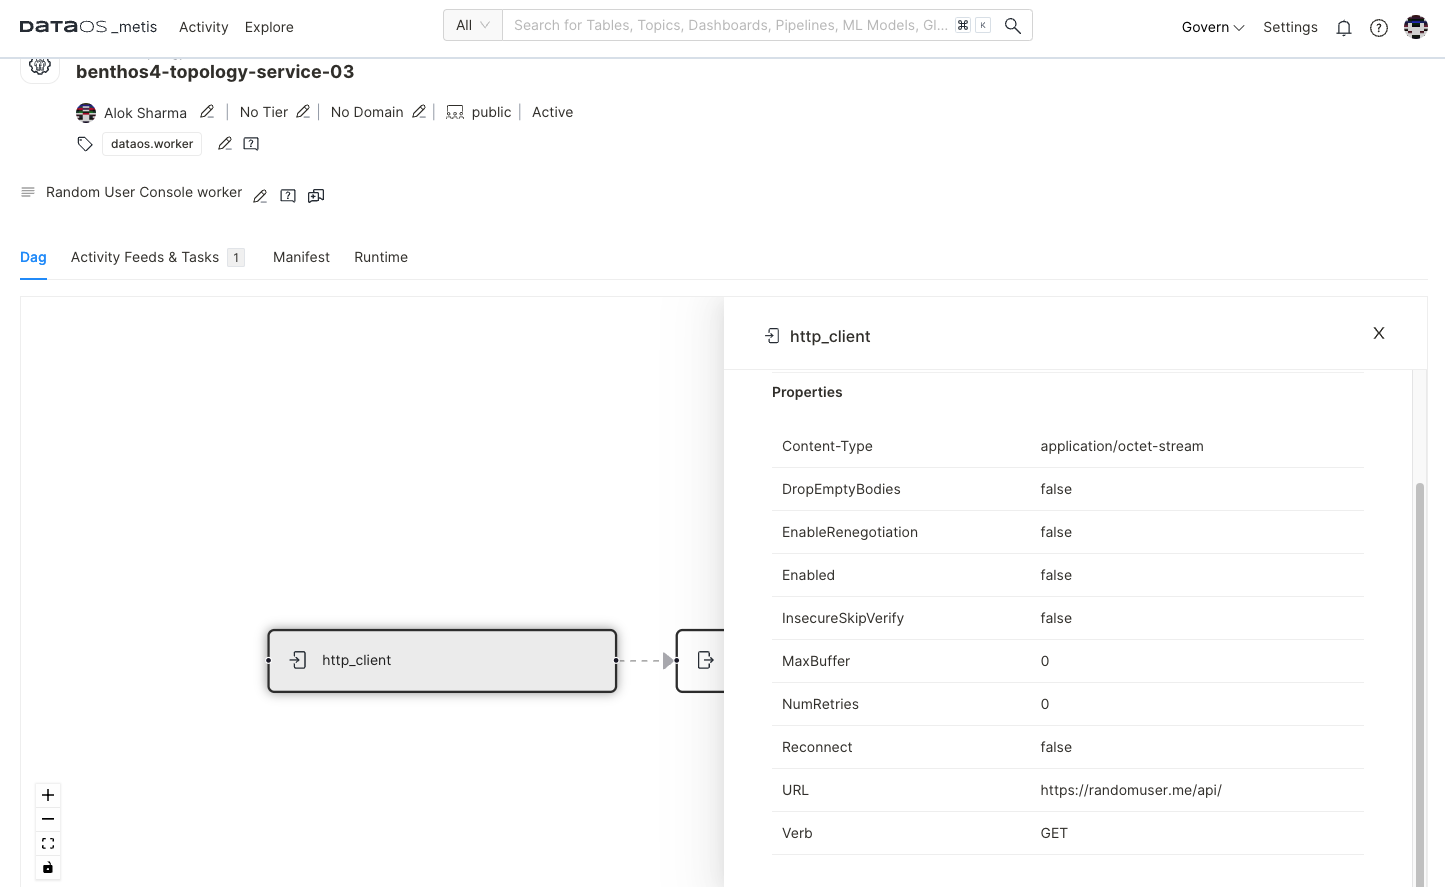 DATAOS _metis Activity Explore All Search for Tables, Topics, Dashboards, Pipelines, ML Models, Gl... ⌘ K Govern Settings
benthos4-topology-service-03
Alok Sharma | No Tier | No Domain | public | Active
dataos.worker
Random User Console worker
Dag Activity Feeds & Tasks 1 Manifest Runtime
http_client X
Properties
Content-Type application/octet-stream
DropEmptyBodies false
EnableRenegotiation false
Enabled false
InsecureSkipVerify false
http_client
MaxBuffer 0
NumRetries 0
Reconnect false
URL https://randomuser.me/api/
Verb GET